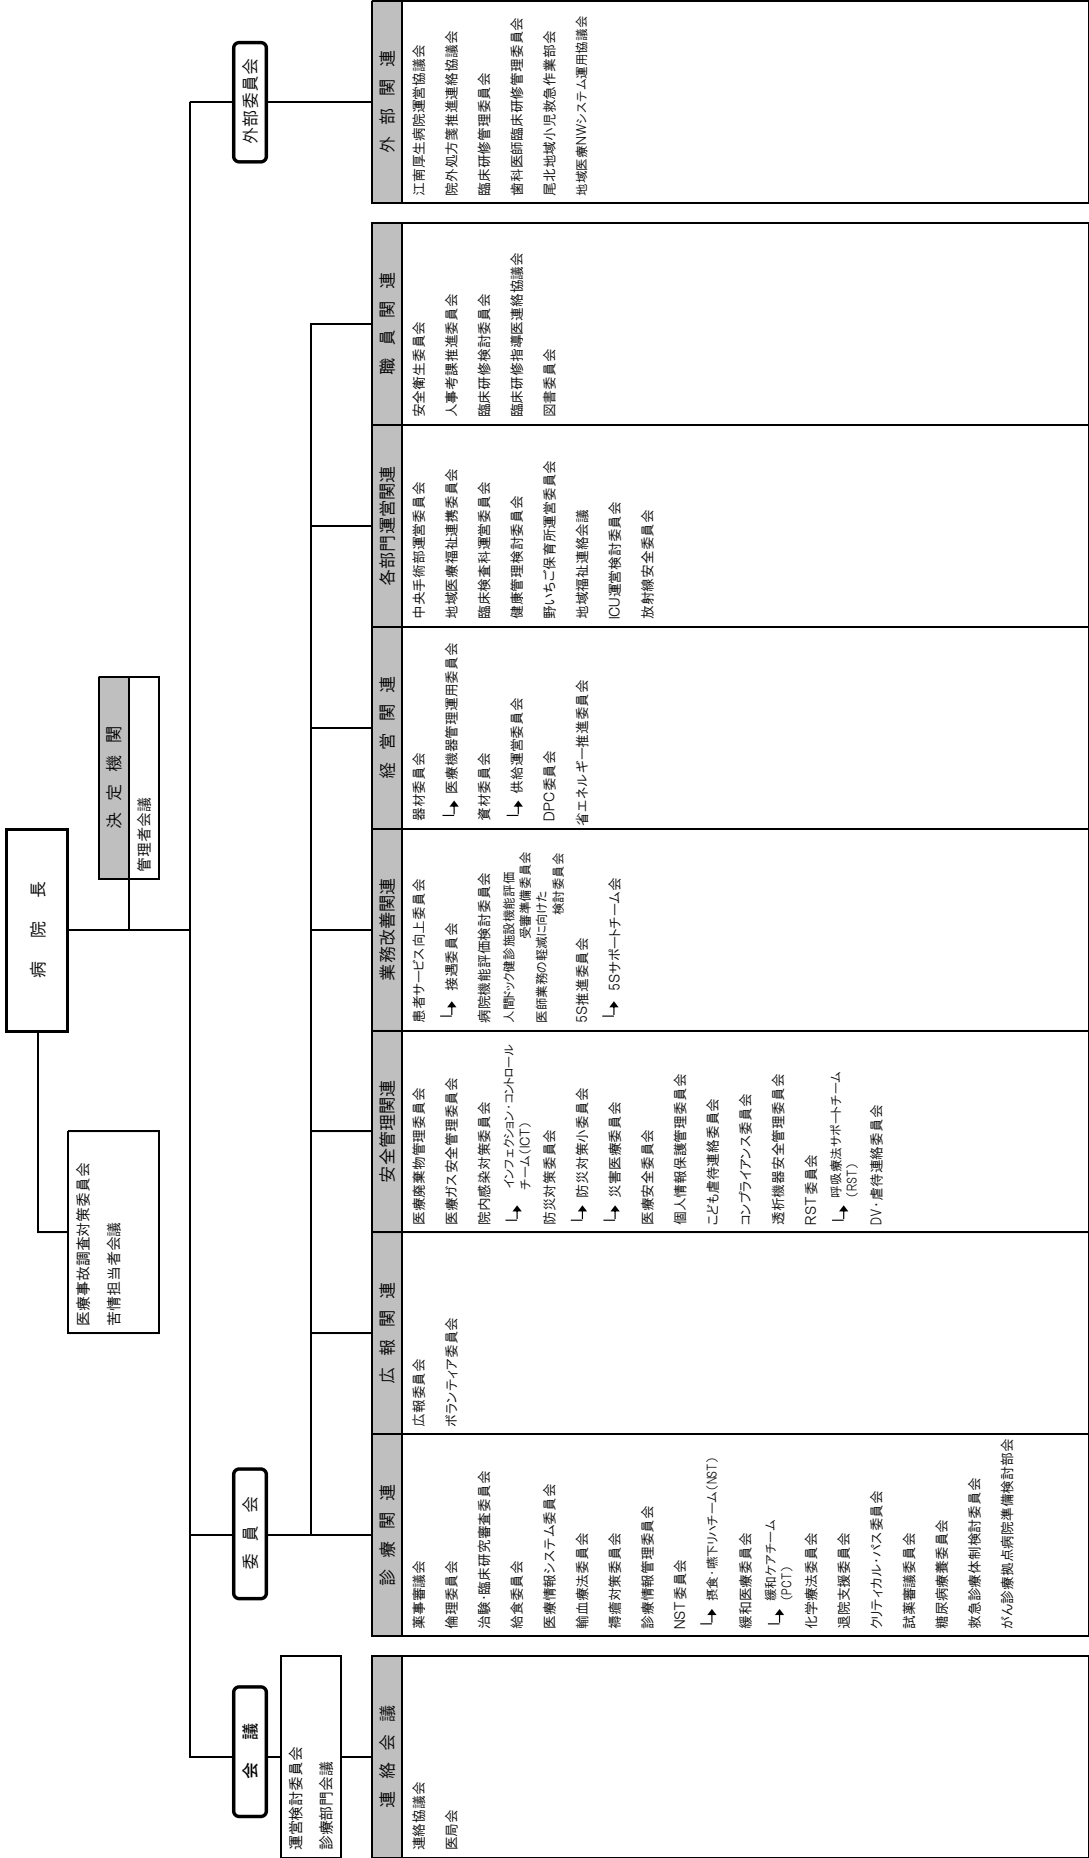 病院長
医療事故調査対策委員会
苦情担当者会議
決定機関
管理者会議
会議
運営検討委員会
診療部門会議
連絡会議
連絡協議会
医局会
委員会
診療関連
薬事審議会
倫理委員会
治験・臨床研究審査委員会
給食委員会
医療情報システム委員会
輸血療法委員会
褥瘡対策委員会
診療情報管理委員会
NST委員会
摂食・嚥下リハチーム(NST)
緩和医療委員会
緩和ケアチーム
(PCT)
化学療法委員会
退院支援委員会
クリティカル・パス委員会
試薬審議委員会
糖尿病療養委員会
救急診療体制検討委員会
がん診療拠点病院準備検討部会
広報関連
広報委員会
ボランティア委員会
安全管理関連
医療廃棄物管理委員会
医療ガス安全管理委員会
院内感染対策委員会
インフェクション・コントロール
チーム(ICT)
防災対策委員会
防災対策小委員会
災害医療委員会
医療安全委員会
個人情報保護管理委員会
こども虐待連絡委員会
コンプライアンス委員会
透析機器安全管理委員会
RST委員会
呼吸療法サポートチーム
(RST)
DV・虐待連絡委員会
業務改善関連
患者サービス向上委員会
接遇委員会
病院機能評価検討委員会
人間ドック健診施設機能評価
受審準備委員会
医師業務の軽減に向けた
検討委員会
5S推進委員会
5Sサポートチーム会
経営関連
器材委員会
医療機器管理運用委員会
資材委員会
供給運営委員会
DPC委員会
省エネルギー推進委員会
各部門運営関連
中央手術部運営委員会
地域医療福祉連携委員会
臨床検査科運営委員会
健康管理検討委員会
野いちご保育所運営委員会
地域福祉連絡会議
ICU運営検討委員会
放射線安全委員会
職員関連
安全衛生委員会
人事考課推進委員会
臨床研修検討委員会
臨床研修指導医連絡協議会
図書委員会
外部委員会
外部関連
江南厚生病院運営協議会
院外処方箋推進連絡協議会
臨床研修管理委員会
歯科医師臨床研修管理委員会
尾北地域小児救急作業部会
地域医療NWシステム運用協議会